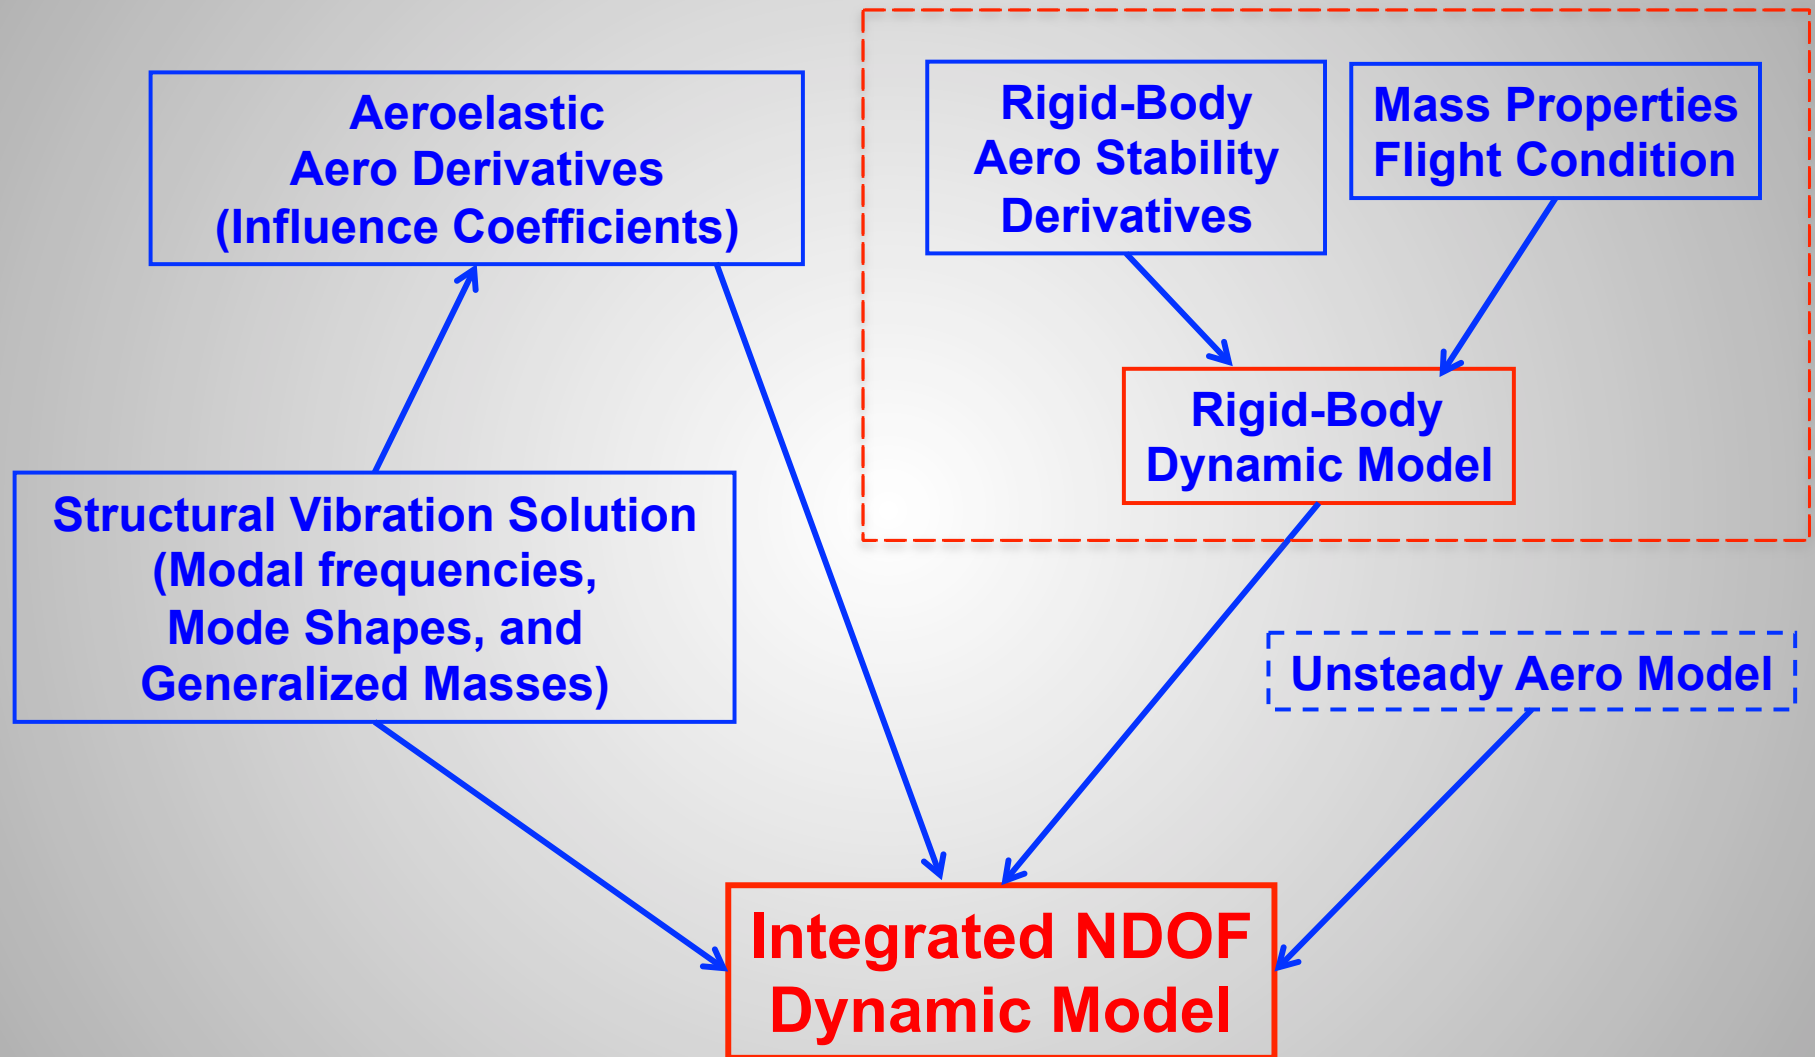 Aeroelastic
Aero Derivatives
(Influence Coefficients)
Rigid-Body
Aero Stability
Derivatives
Mass Properties
Flight Condition
Rigid-Body
Dynamic Model
Structural Vibration Solution
(Modal frequencies,
Mode Shapes, and
Generalized Masses)
Unsteady Aero Model
Integrated NDOF
Dynamic Model